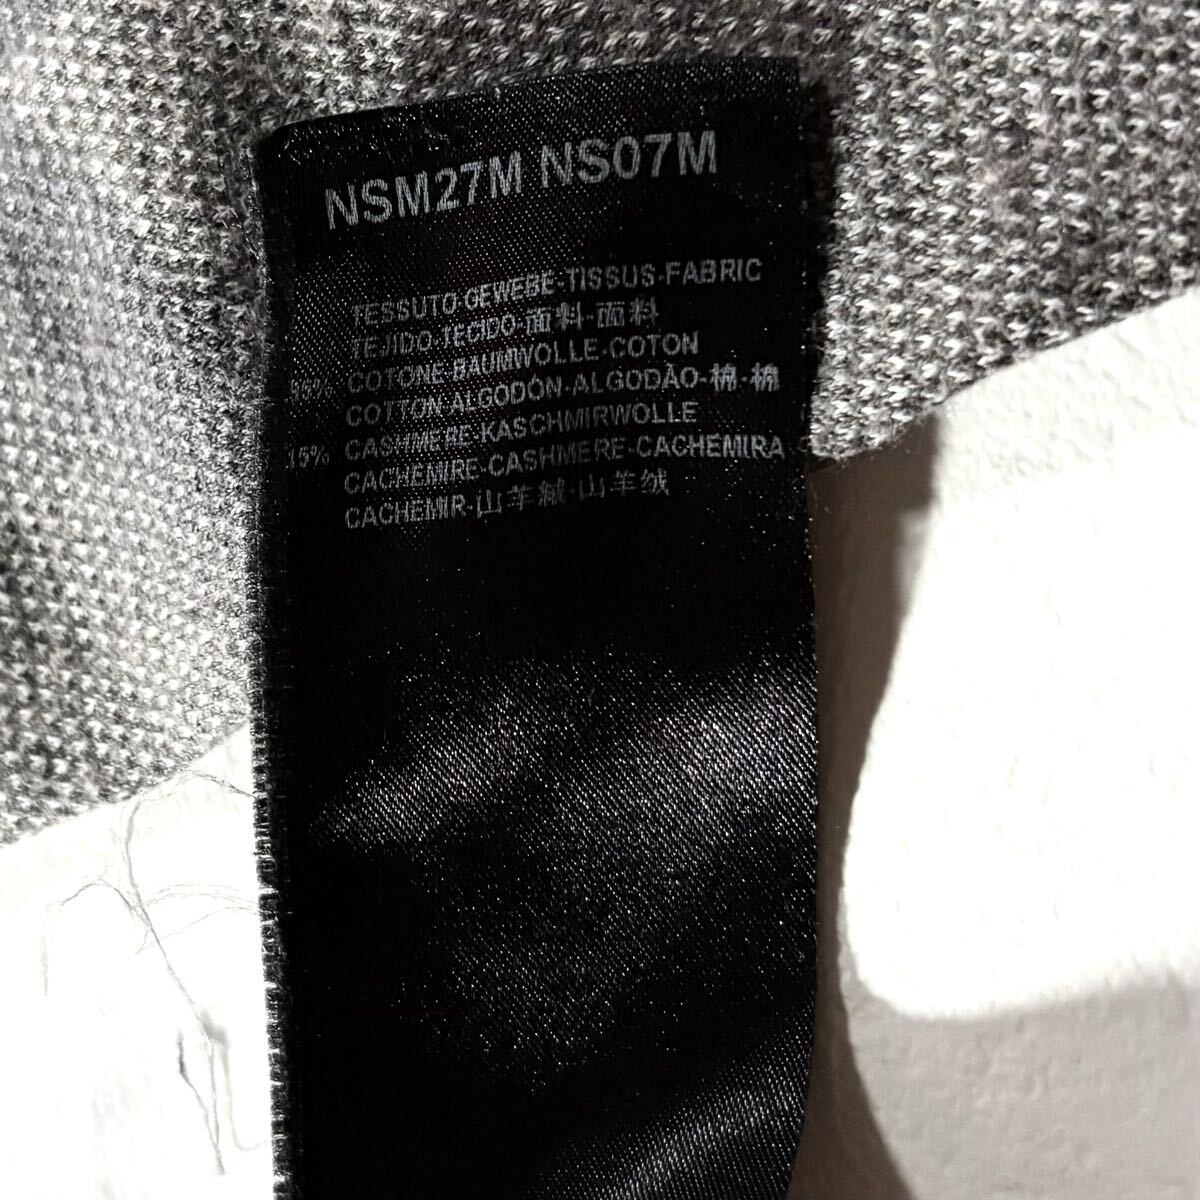 NSM27M NS07M
TESSUTO-GEWEBE-TISSUS-FABRIC
TEJIDO-TECIDO-面料-面料
COTONE-BAUMWOLLE-COTON
COTTON-ALGODÓN-ALGODÃO-棉-棉
15% CASHMERE-KASCHMIRWOLLE
CACHEMIRE-CASHMERE-CACHEMIRA
CACHEMIR-山羊絨-山羊绒